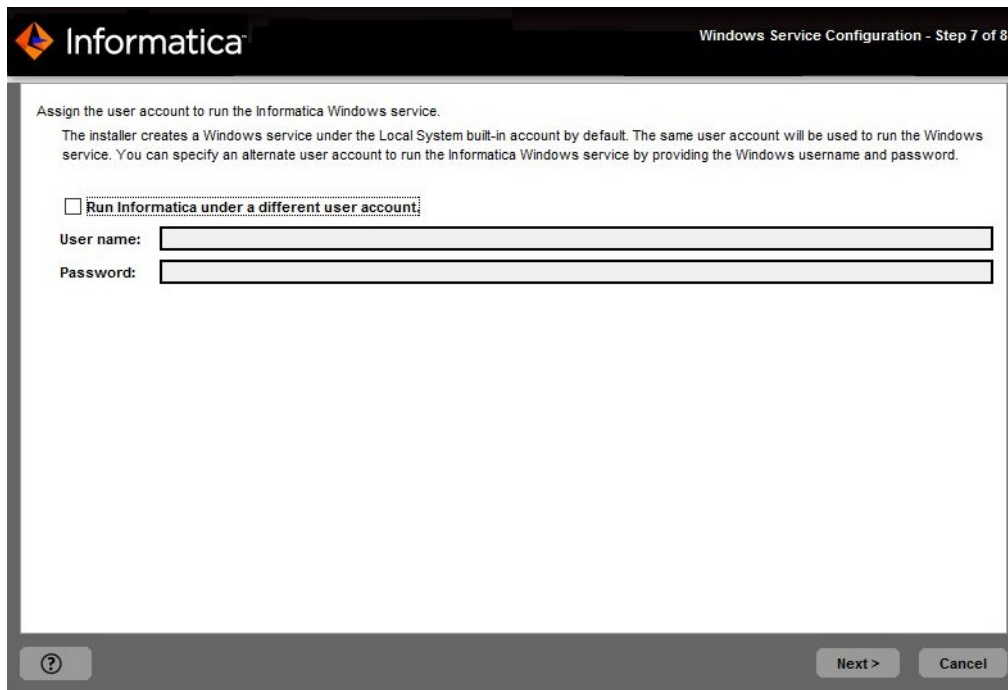 Informatica
Windows Service Configuration - Step 7 of 8
Assign the user account to run the Informatica Windows service.
The installer creates a Windows service under the Local System built-in account by default. The same user account will be used to run the Windows
service. You can specify an alternate user account to run the Informatica Windows service by providing the Windows username and password.
Run Informatica under a different user account.
User name:
Password:
?
Next >
Cancel